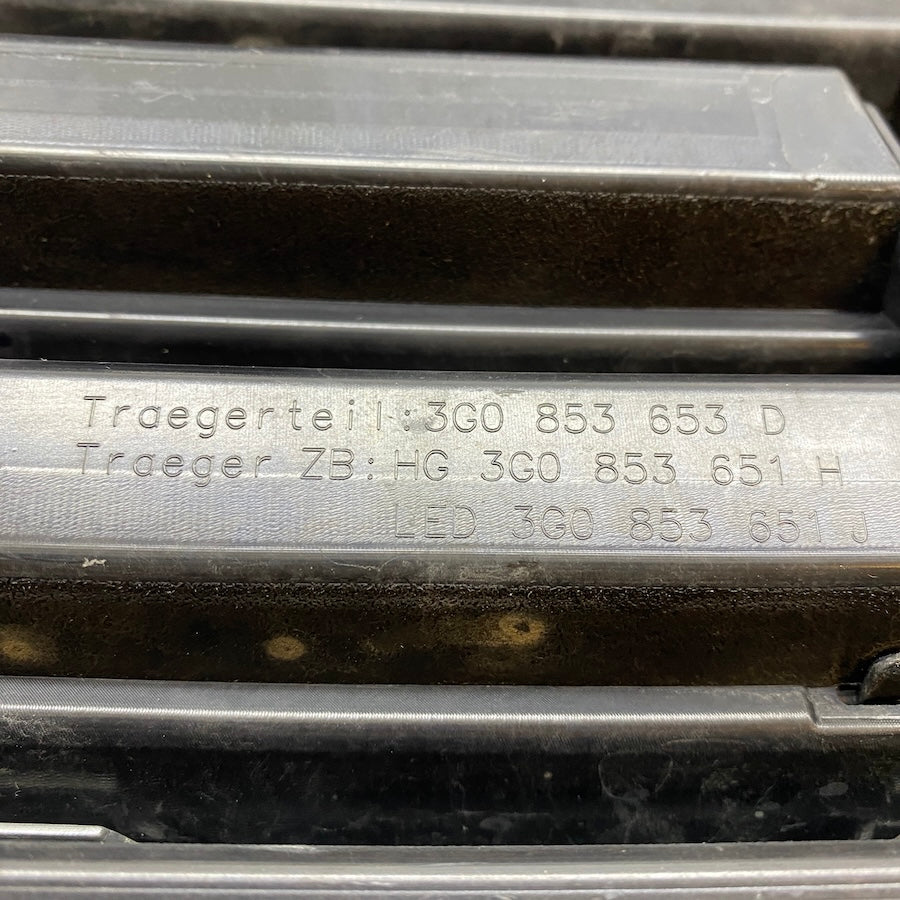 Traegerteil: 3G0 853 653 D
Traeger ZB: HG 3G0 853 651 H
LED 3G0 853 651 J